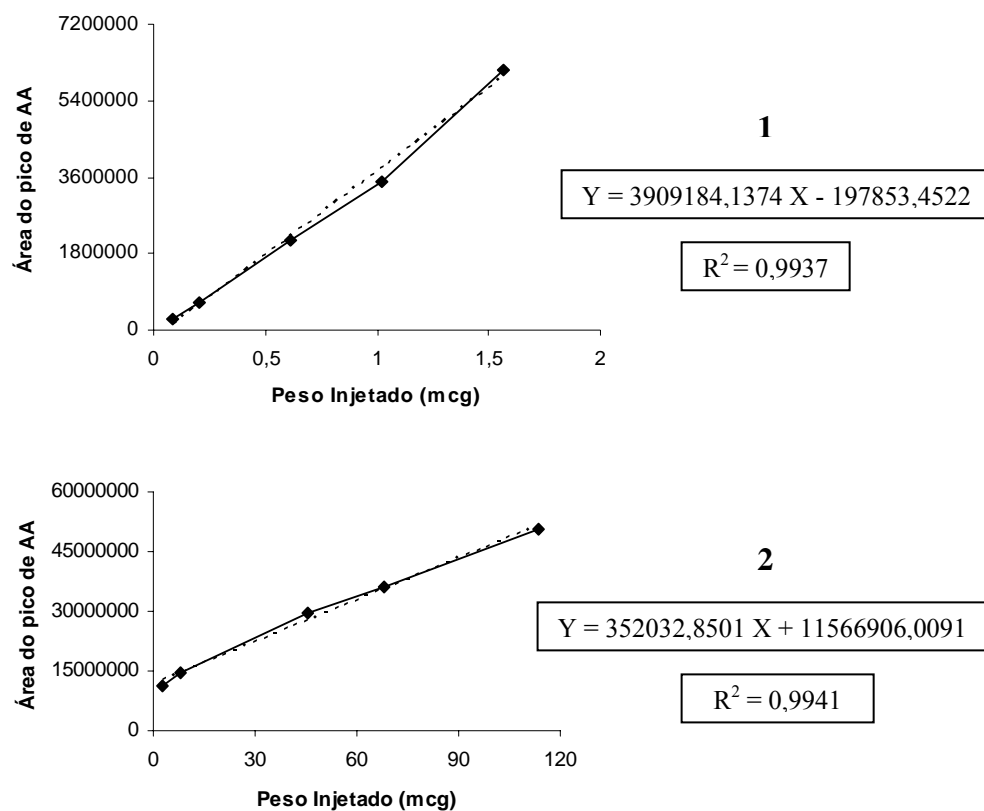 7200000
5400000
3600000
1800000
0
Área do pico de AA
0 0,5 1 1,5 2
Peso Injetado (mcg)
1
Y = 3909184,1374 X - 197853,4522
R² = 0,9937
60000000
45000000
30000000
15000000
0
Área do pico de AA
0 30 60 90 120
Peso Injetado (mcg)
2
Y = 352032,8501 X + 11566906,0091
R² = 0,9941